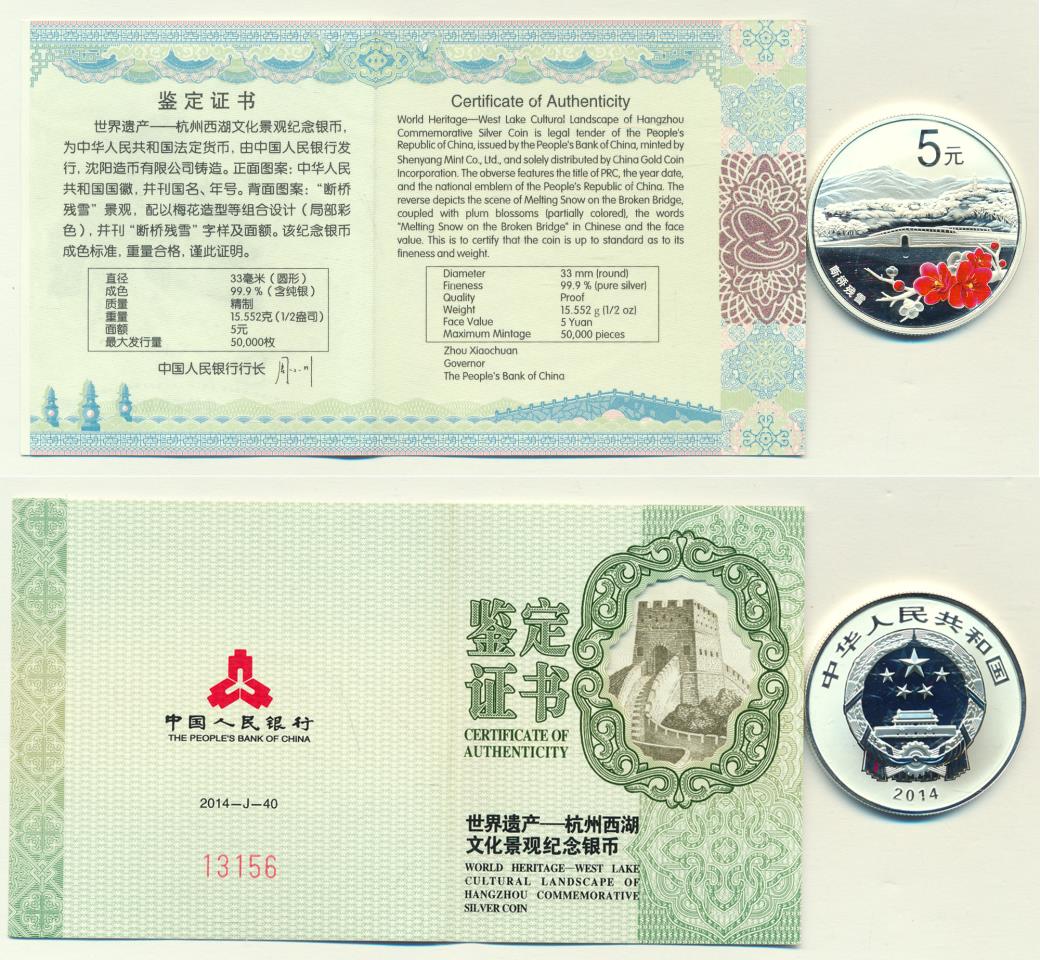 鉴定证书
世界遗产——杭州西湖文化景观纪念银币，
为中华人民共和国法定货币，由中国人民银行发
行，沈阳造币有限公司铸造。正面图案：中华人民
共和国国徽，并刊国名、年号。背面图案：“断桥
残雪”景观，配以梅花造型等组合设计（局部彩
色），并刊“断桥残雪”字样及面额。该纪念银币
成色标准，重量合格，谨此证明。
直径 33毫米（圆形）
成色 99.9％（含纯银）
质量 精制
重量 15.552克（1/2盎司）
面额 5元
最大发行量 50,000枚
中国人民银行行长
Certificate of Authenticity
World Heritage—West Lake Cultural Landscape of Hangzhou
Commemorative Silver Coin is legal tender of the People's
Republic of China, issued by the People's Bank of China, minted by
Shenyang Mint Co., Ltd., and solely distributed by China Gold Coin
Incorporation. The obverse features the title of PRC, the year date,
and the national emblem of the People's Republic of China. The
reverse depicts the scene of Melting Snow on the Broken Bridge,
coupled with plum blossoms (partially colored), the words
"Melting Snow on the Broken Bridge" in Chinese and the face
value. This is to certify that the coin is up to standard as to its
fineness and weight.
Diameter 33 mm (round)
Fineness 99.9 % (pure silver)
Quality Proof
Weight 15.552 g (1/2 oz)
Face Value 5 Yuan
Maximum Mintage 50,000 pieces
Zhou Xiaochuan
Governor
The People's Bank of China
5元
断桥残雪
中国人民银行
THE PEOPLE'S BANK OF CHINA
2014—J—40
13156
鉴定
证书
CERTIFICATE OF
AUTHENTICITY
世界遗产——杭州西湖
文化景观纪念银币
WORLD HERITAGE—WEST LAKE
CULTURAL LANDSCAPE OF
HANGZHOU COMMEMORATIVE
SILVER COIN
中华人民共和国
2014